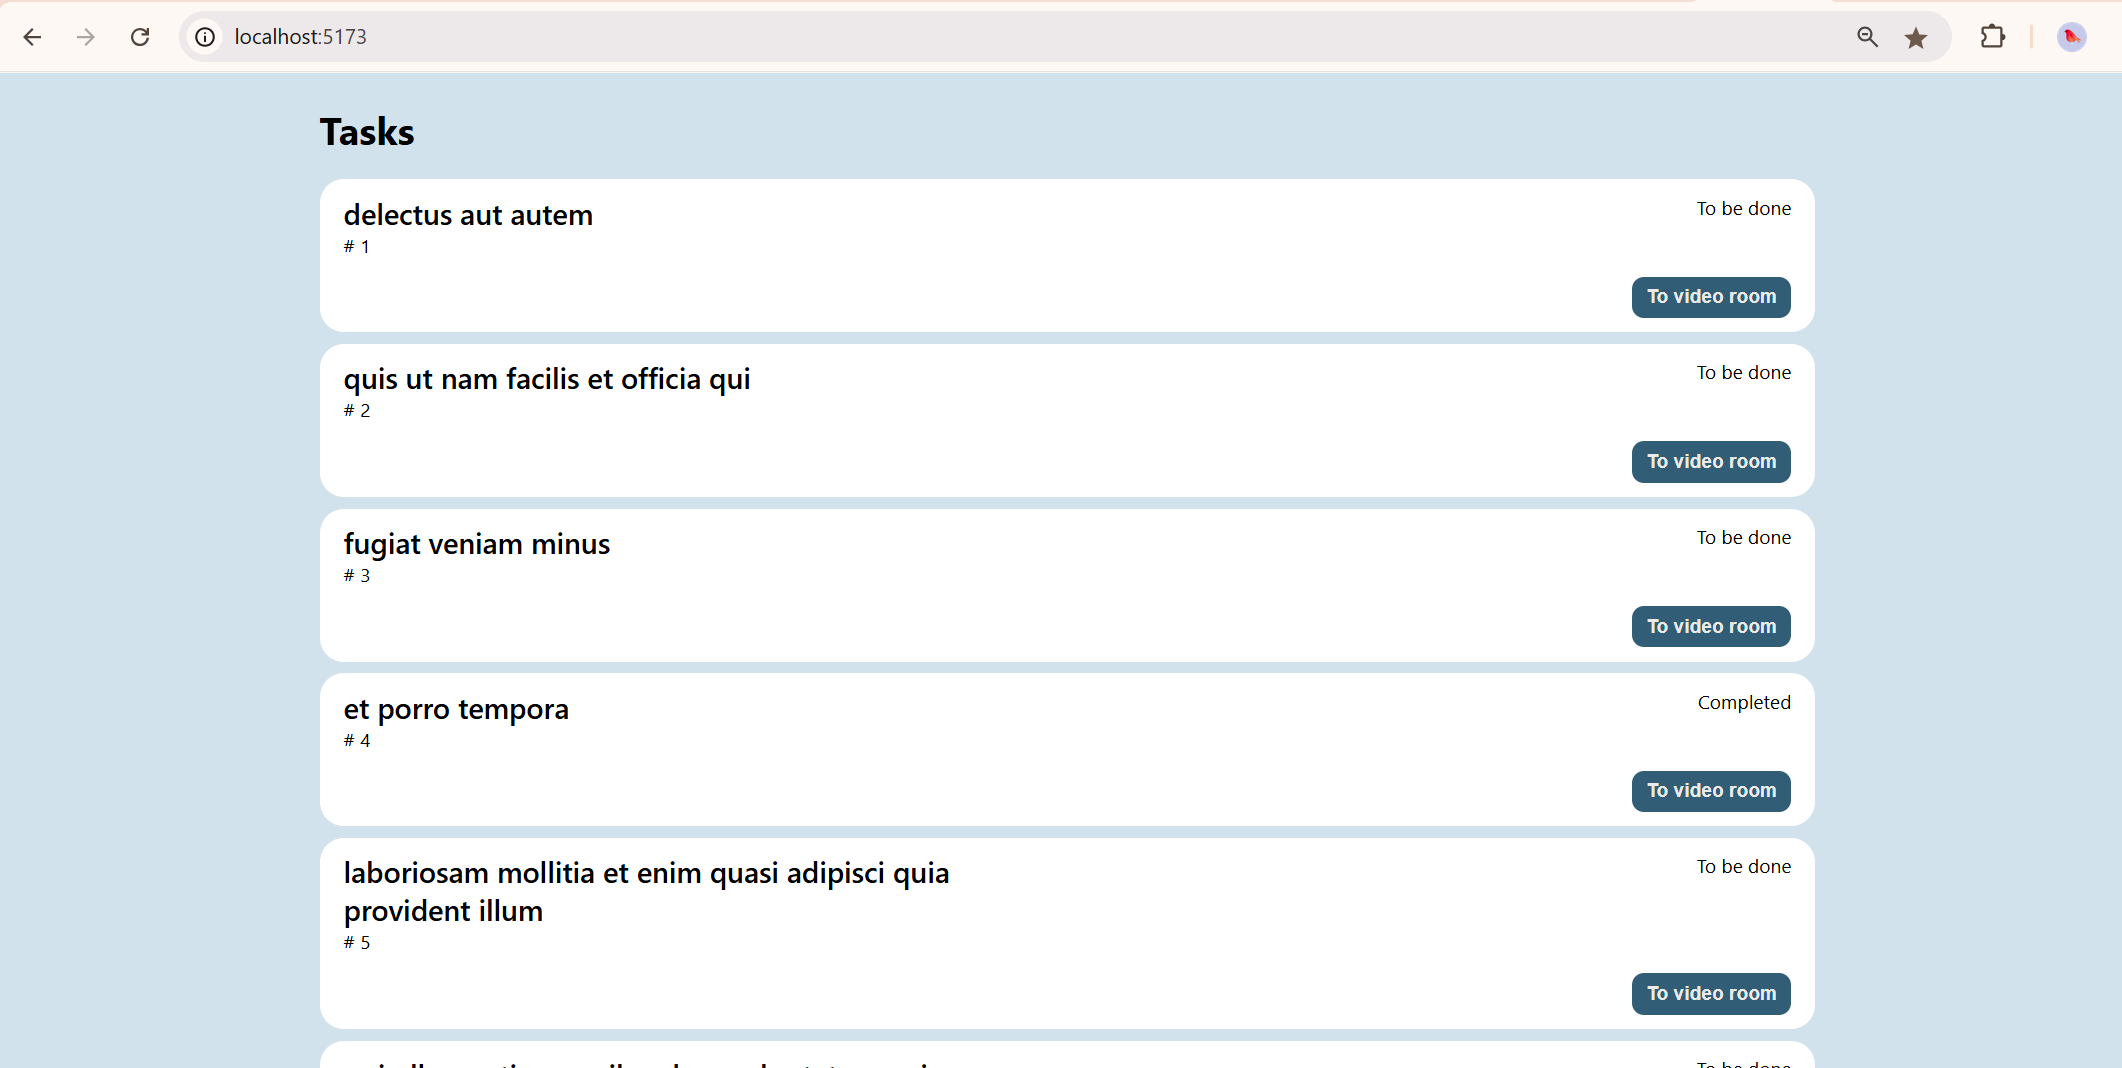 localhost:5173
Tasks
delectus aut autem
To be done
# 1
To video room
quis ut nam facilis et officia qui
To be done
# 2
To video room
fugiat veniam minus
To be done
# 3
To video room
et porro tempora
Completed
# 4
To video room
laboriosam mollitia et enim quasi adipisci quia
provident illum
To be done
# 5
To video room
To be done